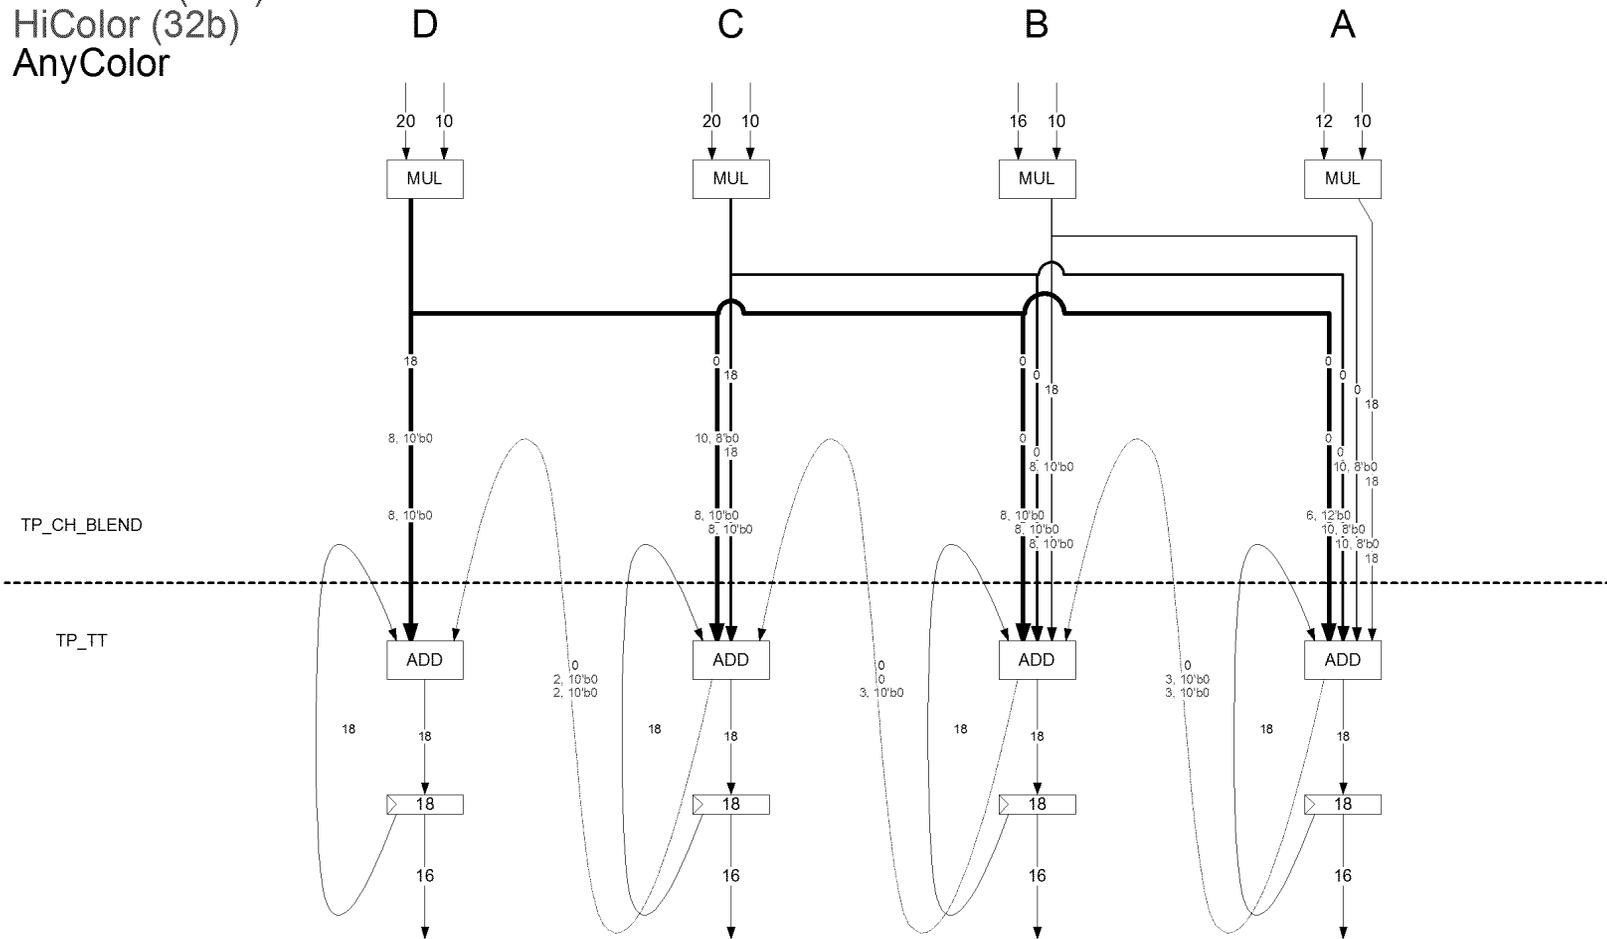 HiColor (32b)
AnyColor
D C B A
20 10 20 10 16 10 12 10
MUL MUL MUL MUL
18 0 0 0
18 0 0
18 0
18
8, 10'b0 10, 8'b0 0 0
18 0 0
8, 10'b0 10, 8'b0
18
8, 10'b0 8, 10'b0 8, 10'b0 6, 12'b0
TP_CH_BLEND
8, 10'b0 8, 10'b0 10, 8'b0
8, 10'b0 10, 8'b0
18
TP_TT
ADD ADD ADD ADD
0 0 0
2, 10'b0 0 3, 10'b0
2, 10'b0 3, 10'b0 3, 10'b0
18 18 18 18
18 18 18 18
18 18 18 18
16 16 16 16